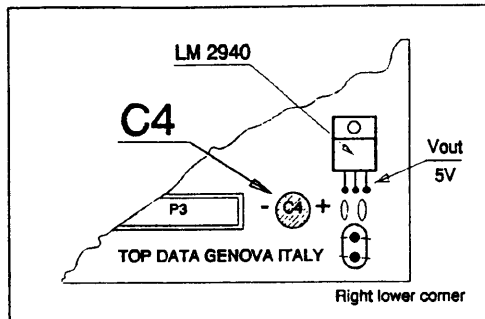 LM 2940
C4
Vout
5V
P3
- C4 +
TOP DATA GENOVA ITALY
Right lower corner